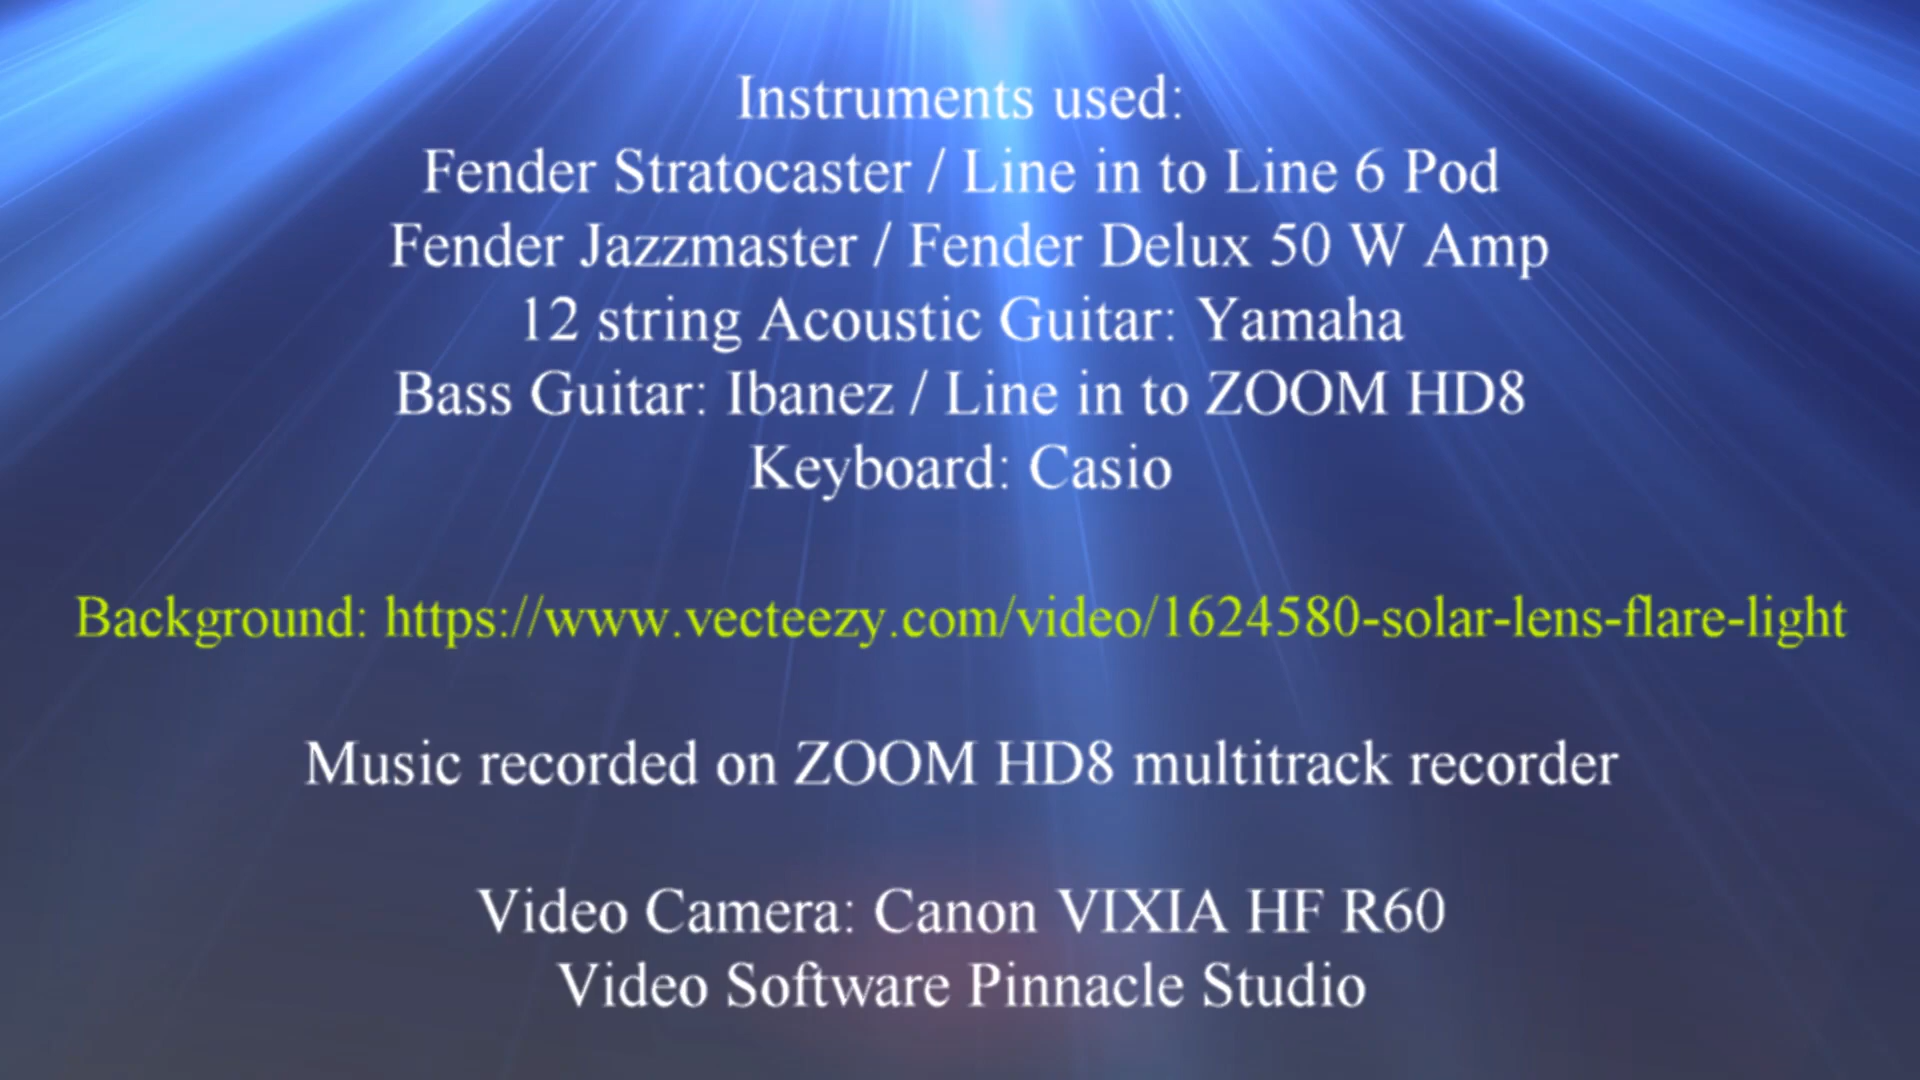 Instruments used:
Fender Stratocaster / Line in to Line 6 Pod
Fender Jazzmaster / Fender Delux 50 W Amp
12 string Acoustic Guitar: Yamaha
Bass Guitar: Ibanez / Line in to ZOOM HD8
Keyboard: Casio
Background: https://www.vecteezy.com/video/1624580-solar-lens-flare-light
Music recorded on ZOOM HD8 multitrack recorder
Video Camera: Canon VIXIA HF R60
Video Software Pinnacle Studio